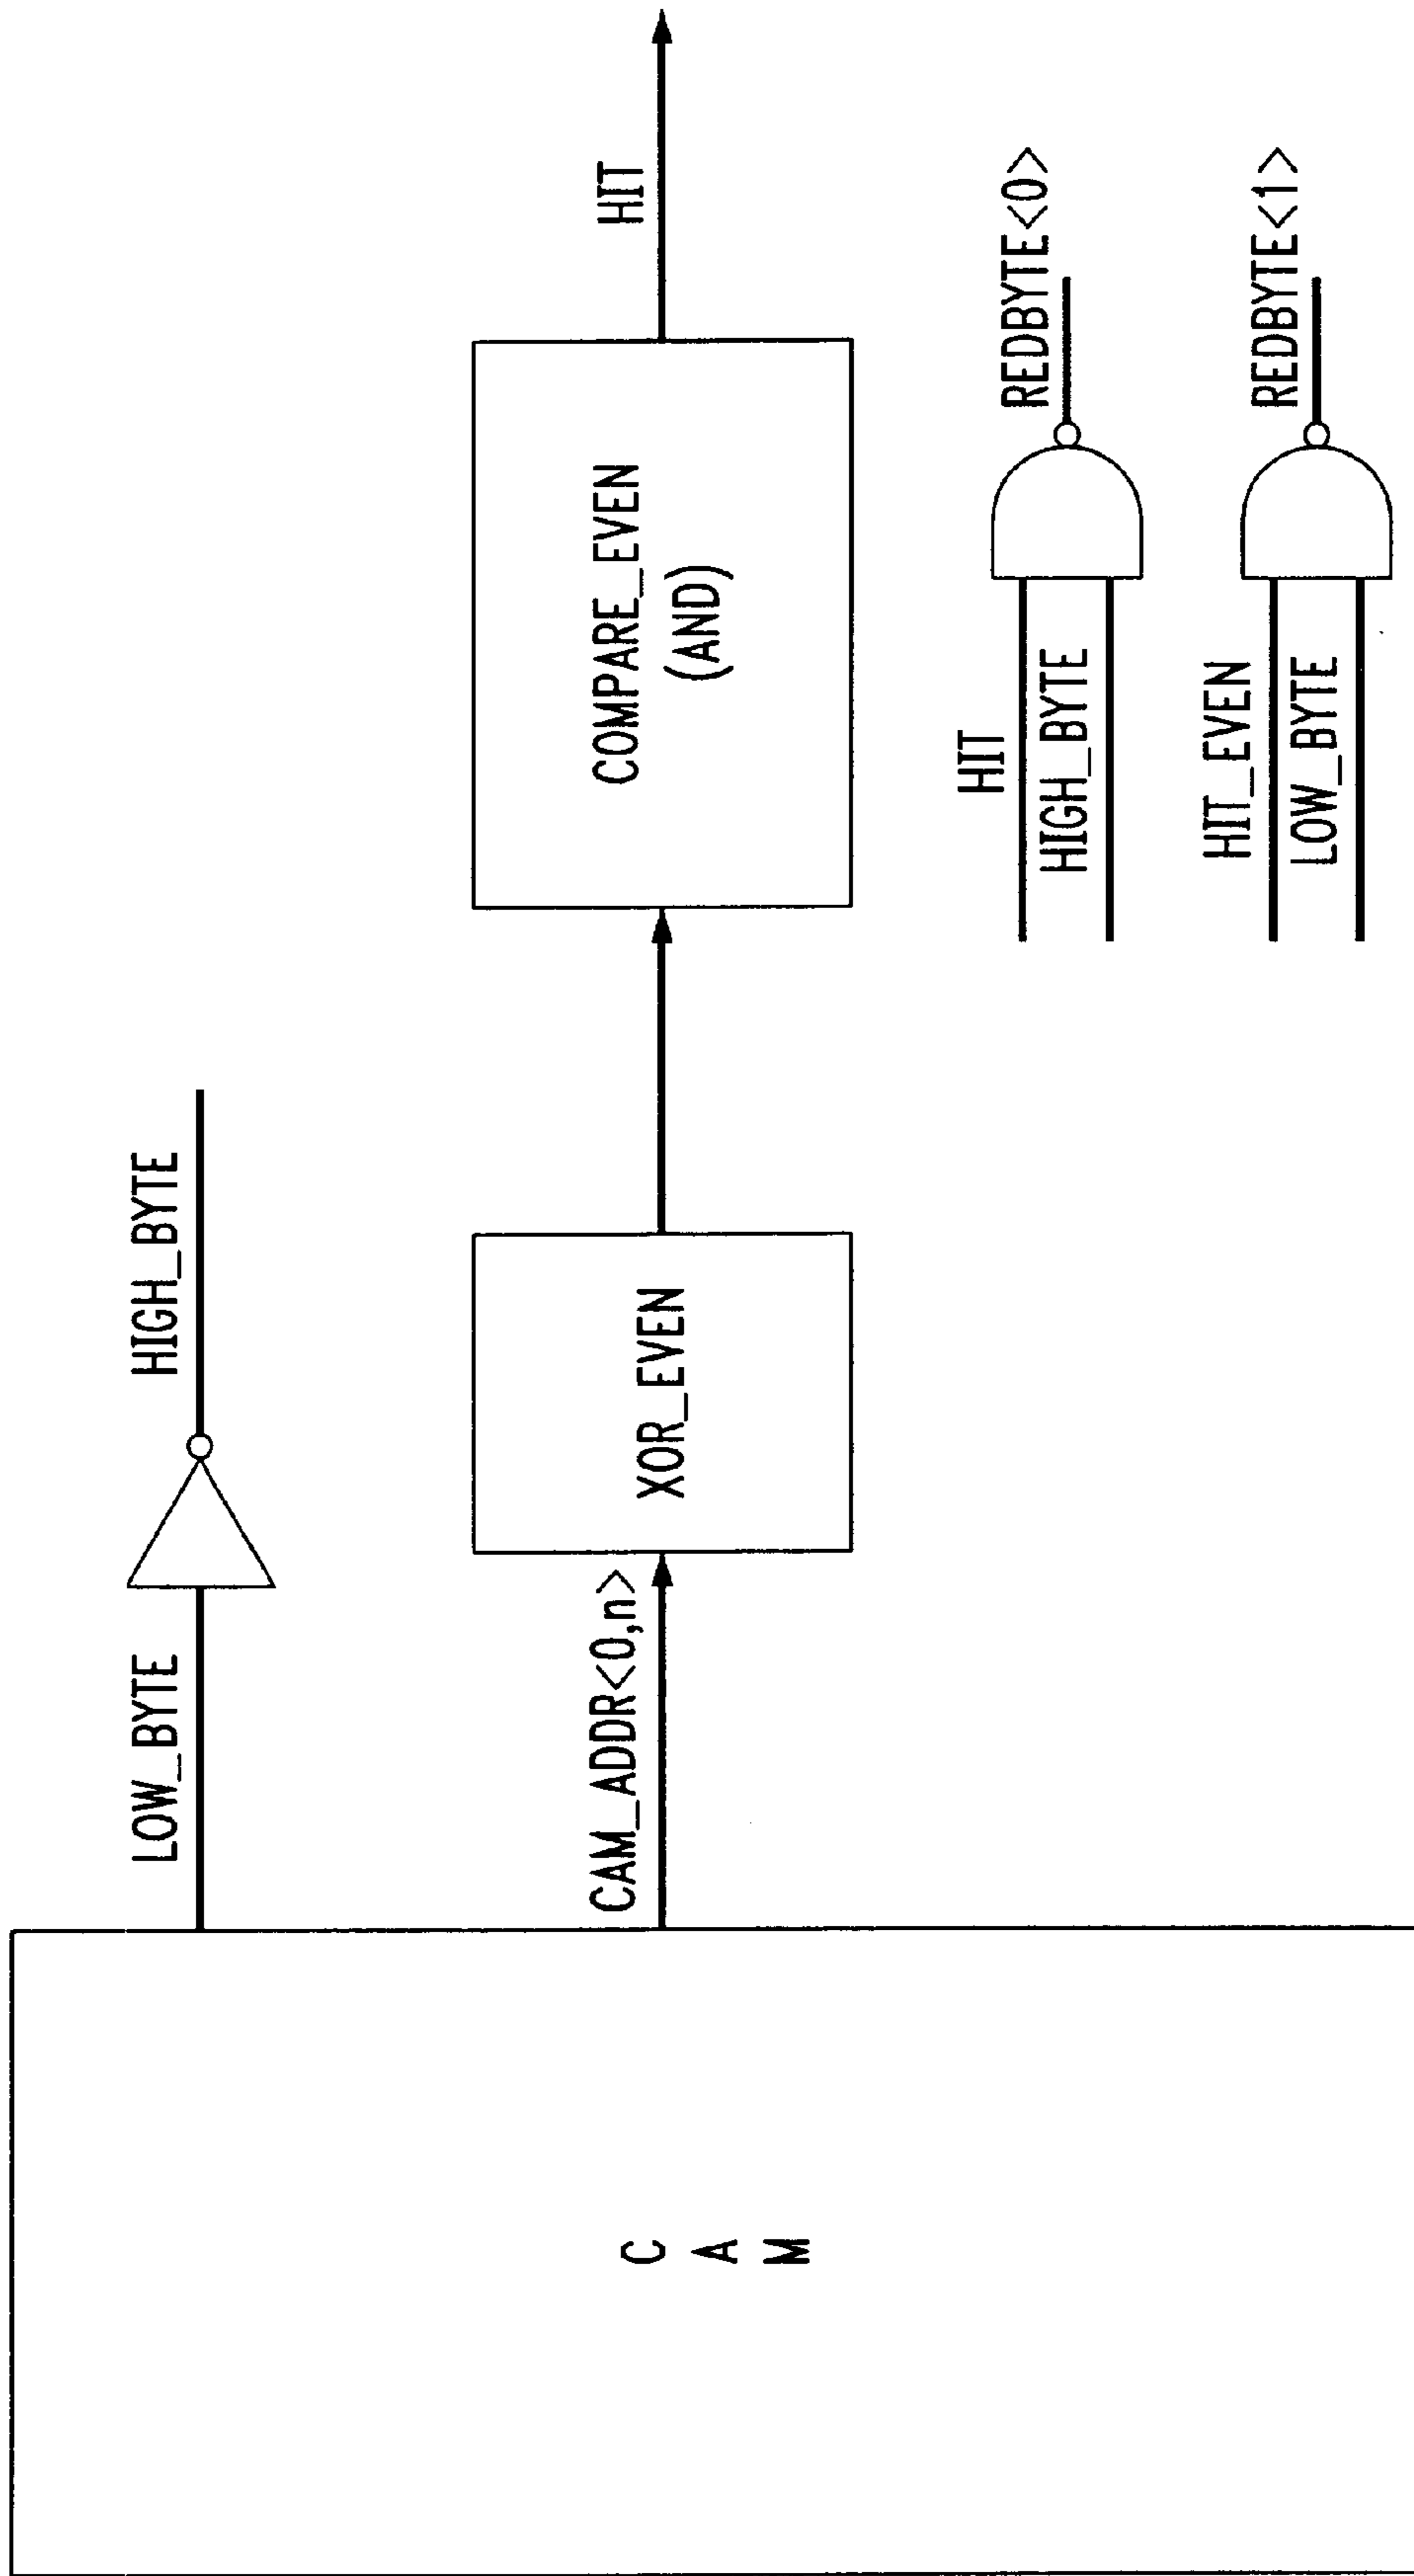 LOW_BYTE
HIGH_BYTE
C
A
M
CAM_ADDR<0,n>
XOR_EVEN
COMPARE_EVEN
(AND)
HIT
HIT
HIGH_BYTE
REDBYTE<0>
HIT_EVEN
LOW_BYTE
REDBYTE<1>